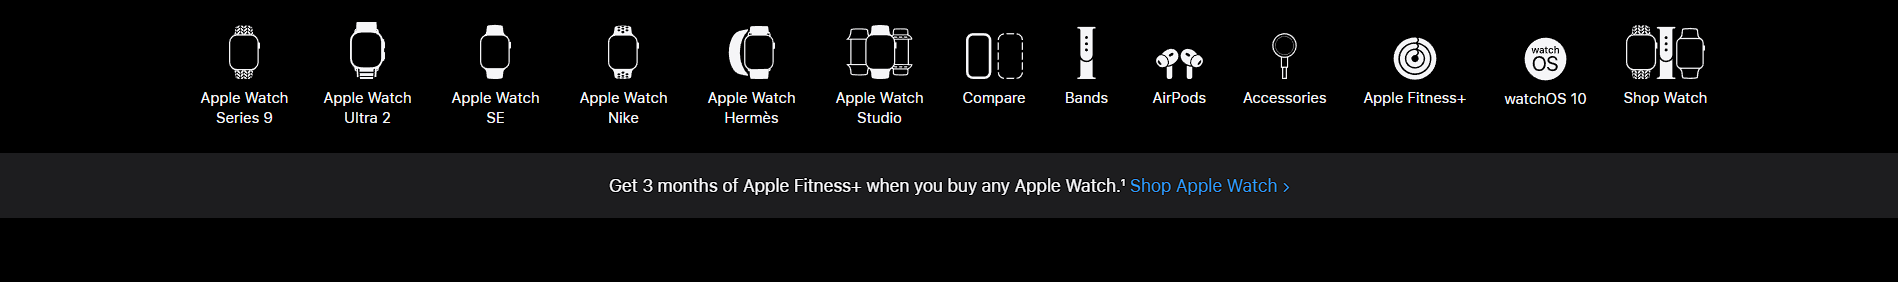 watch
OS
Apple Watch
Series 9
Apple Watch
Ultra 2
Apple Watch
SE
Apple Watch
Nike
Apple Watch
Hermès
Apple Watch
Studio
Compare
Bands
AirPods
Accessories
Apple Fitness+
watchOS 10
Shop Watch
Get 3 months of Apple Fitness+ when you buy any Apple Watch.¹ Shop Apple Watch >